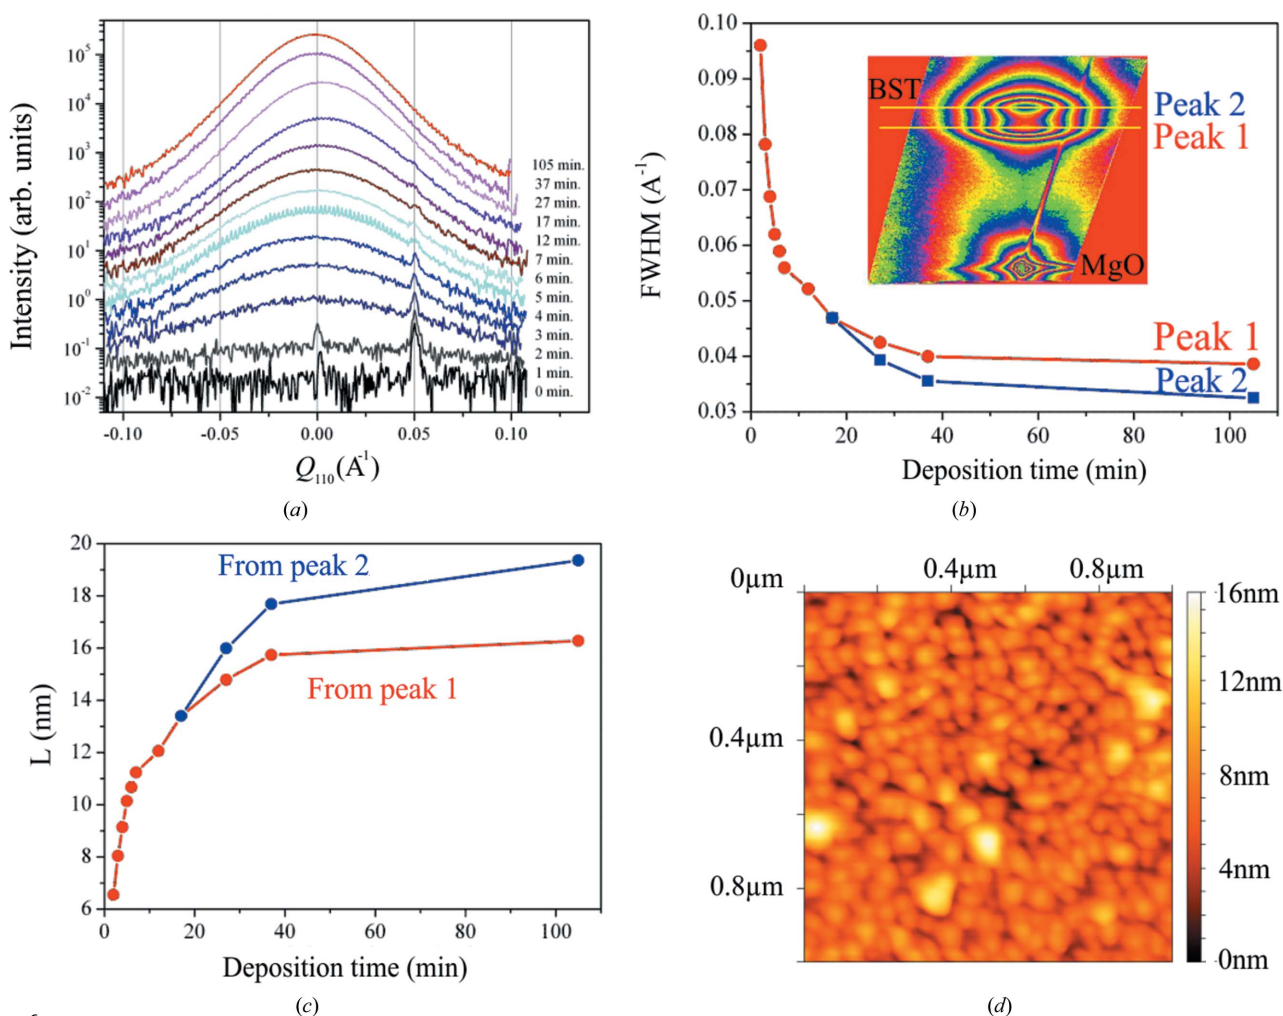 Intensity (arb. units)
10^5
10^4
10^3
10^2
10^1
10^0
10^-1
10^-2
105 min.
37 min.
27 min.
17 min.
12 min.
7 min.
6 min.
5 min.
4 min.
3 min.
2 min.
1 min.
0 min.
-0.10 -0.05 0.00 0.05 0.10
Q110(A^-1)
(a)
FWHM (A^-1)
0.10
0.09
0.08
0.07
0.06
0.05
0.04
0.03
BST
Peak 2
Peak 1
MgO
Peak 1
Peak 2
0 20 40 60 80 100
Deposition time (min)
(b)
L (nm)
20
18
16
14
12
10
8
6
From peak 2
From peak 1
0 20 40 60 80 100
Deposition time (min)
(c)
0.4µm 0.8µm
0µm
0.4µm
0.8µm
16nm
12nm
8nm
4nm
0nm
(d)